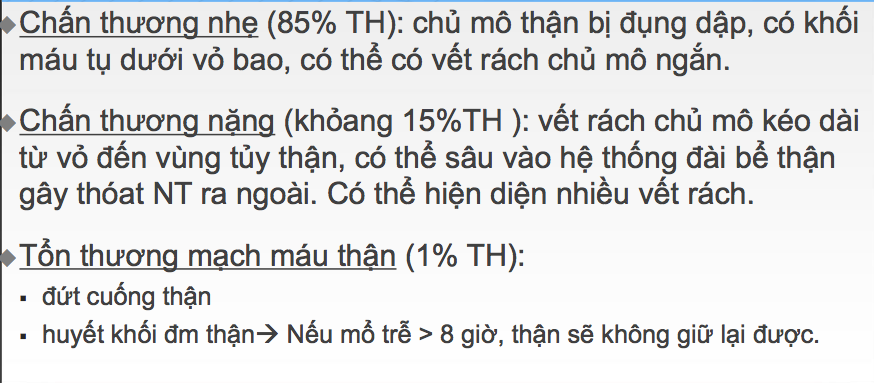 ◆Chấn thương nhẹ (85% TH): chủ mô thận bị đụng dập, có khối
máu tụ dưới vỏ bao, có thể có vết rách chủ mô ngắn.
◆Chấn thương nặng (khỏang 15%TH ): vết rách chủ mô kéo dài
từ vỏ đến vùng tủy thận, có thể sâu vào hệ thống đài bể thận
gây thóat NT ra ngoài. Có thể hiện diện nhiều vết rách.
◆Tổn thương mạch máu thận (1% TH):
▪ đứt cuống thận
▪ huyết khối đm thận→ Nếu mổ trễ > 8 giờ, thận sẽ không giữ lại được.